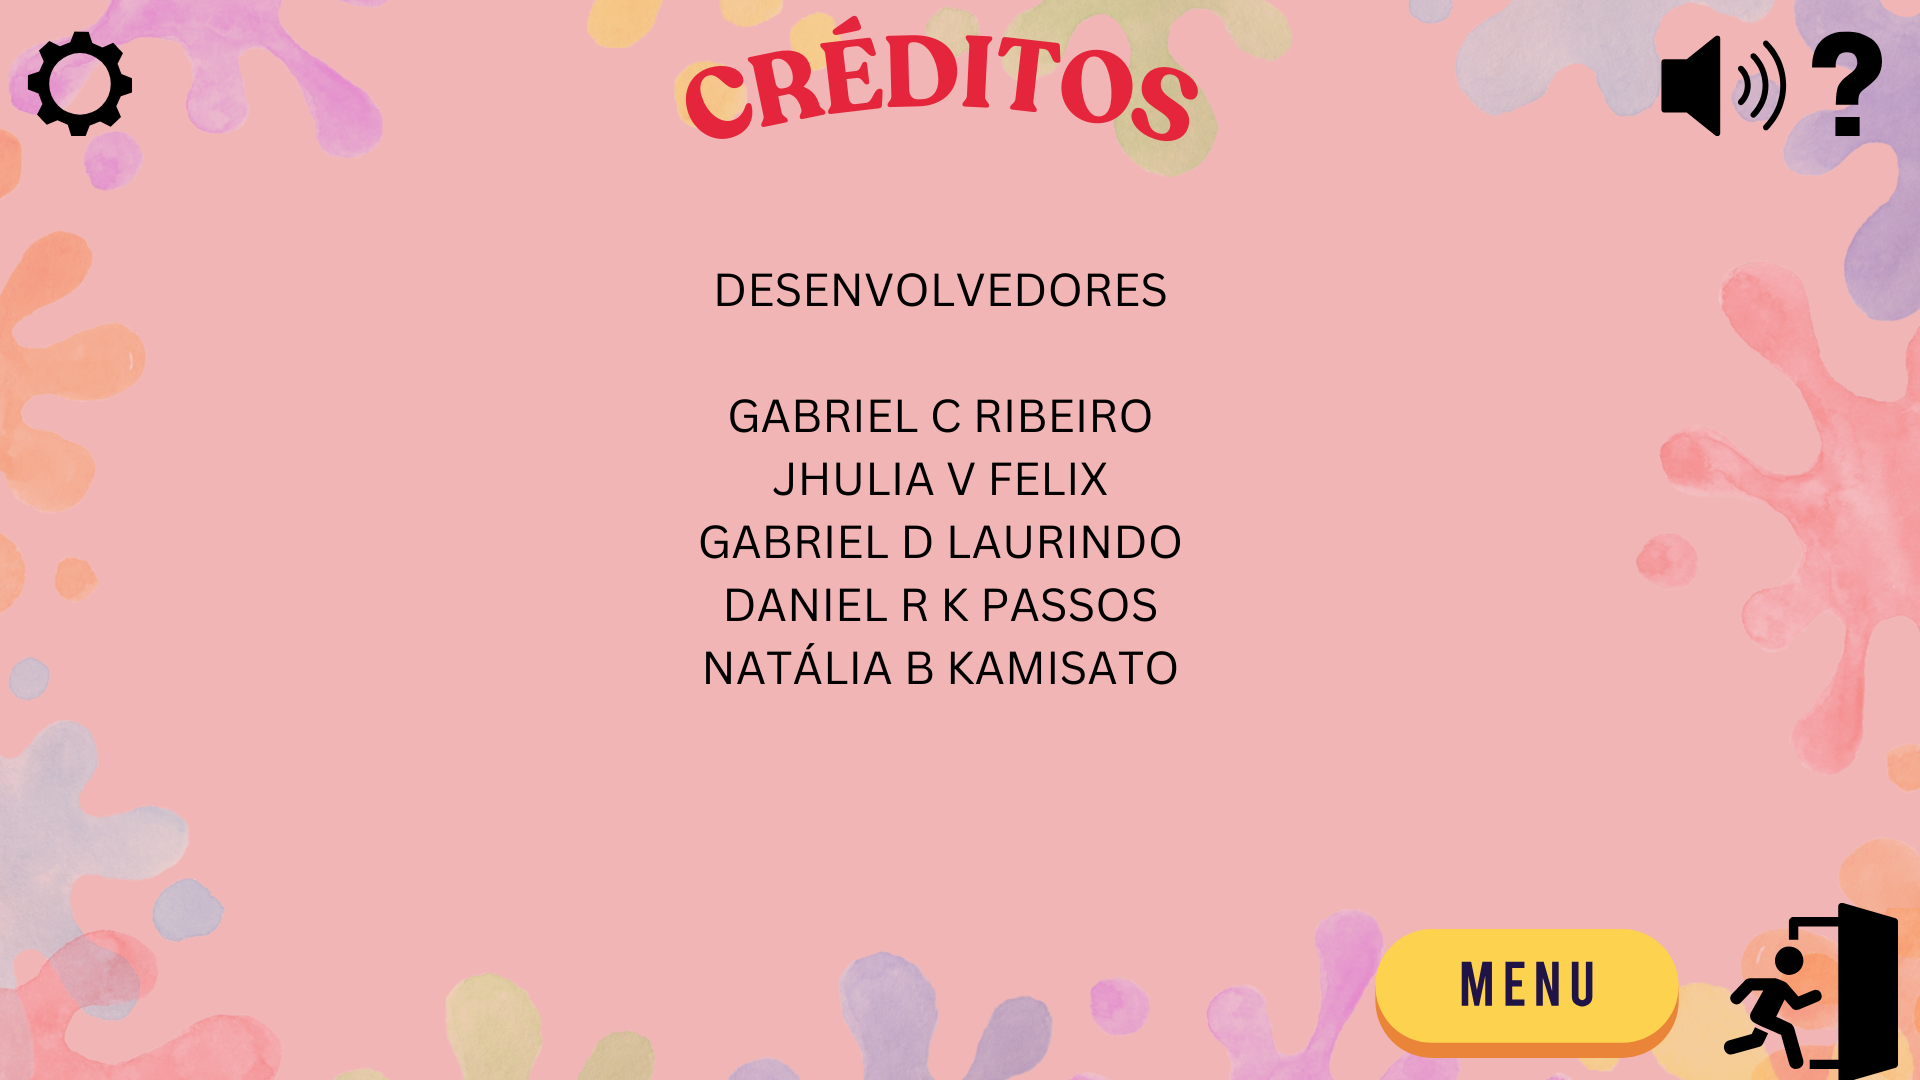 CRÉDITOS
DESENVOLVEDORES
GABRIEL C RIBEIRO
JHULIA V FELIX
GABRIEL D LAURINDO
DANIEL R K PASSOS
NATÁLIA B KAMISATO
MENU